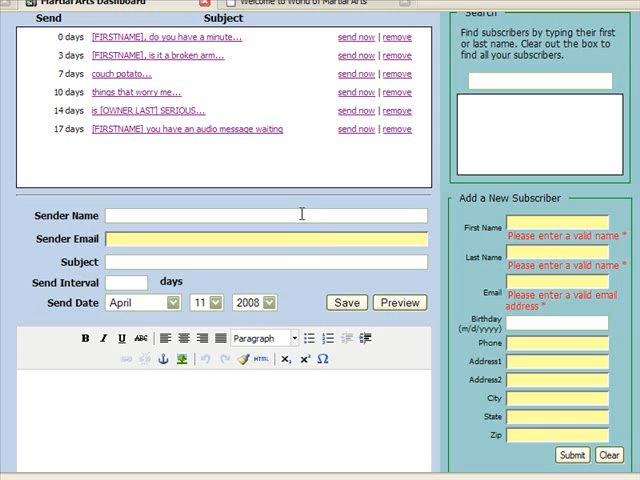 Martial Arts Dashboard
Welcome to World of Martial Arts
Send Subject
0 days [FIRSTNAME], do you have a minute... send now | remove
3 days [FIRSTNAME], is it a broken arm... send now | remove
7 days couch potato... send now | remove
10 days things that worry me... send now | remove
14 days is [OWNER LAST] SERIOUS... send now | remove
17 days [FIRSTNAME] you have an audio message waiting send now | remove
Sender Name
Sender Email
Subject
Send Interval days
Send Date April 11 2008 Save Preview
B I U ABC Paragraph
HTML x₂ x² Ω
Search
Find subscribers by typing their first
or last name. Clear out the box to
find all your subscribers.
Add a New Subscriber
First Name
Please enter a valid name *
Last Name
Please enter a valid name *
Email
Please enter a valid email
address *
Birthday
(m/d/yyyy)
Phone
Address1
Address2
City
State
Zip
Submit Clear